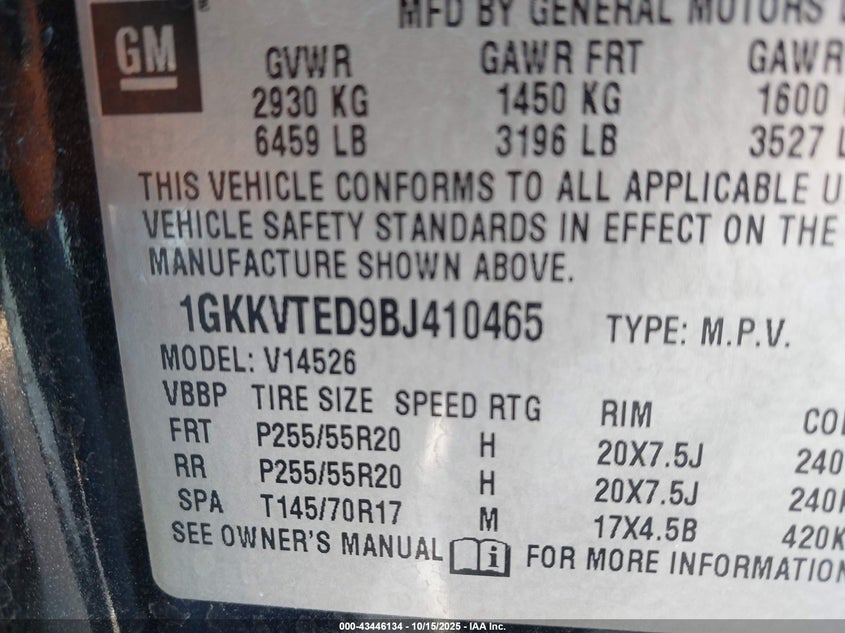 MFD BY GENERAL MOTORS
GM
GVWR GAWR FRT GAWR
2930 KG 1450 KG 1600
6459 LB 3196 LB 3527 L
THIS VEHICLE CONFORMS TO ALL APPLICABLE U
VEHICLE SAFETY STANDARDS IN EFFECT ON THE
MANUFACTURE SHOWN ABOVE.
1GKKVTED9BJ410465 TYPE: M.P.V.
MODEL: V14526
VBBP TIRE SIZE SPEED RTG RIM CO
FRT P255/55R20 H 20X7.5J 240
RR P255/55R20 H 20X7.5J 240K
SPA T145/70R17 M 17X4.5B 420K
SEE OWNER'S MANUAL i FOR MORE INFORMATION
000-43446134 - 10/15/2025 - IAA Inc.